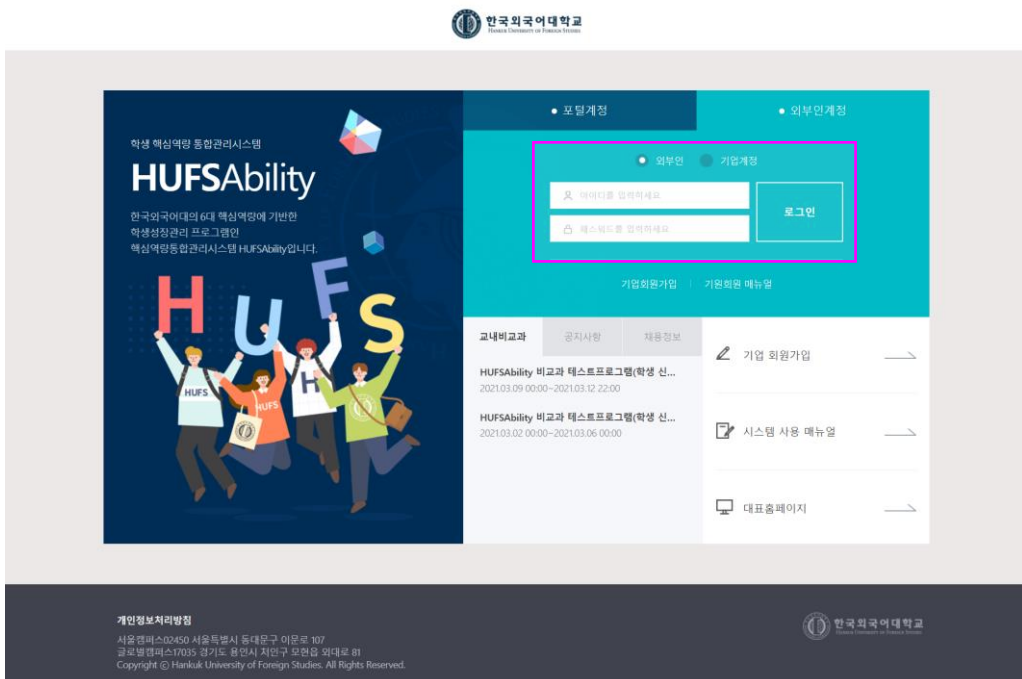 한국외국어대학교
HANKUK UNIVERSITY OF FOREIGN STUDIES
학생 핵심역량 통합관리시스템
HUFSAbility
한국외국어대의 6대 핵심역량에 기반한
학생성장관리 프로그램인
핵심역량통합관리시스템 HUFSAbility입니다.
H U F S
HUFS
HUFS
H
포털계정
외부인계정
외부인
기업계정
아이디를 입력하세요
패스워드를 입력하세요
로그인
기업회원가입
기원회원 매뉴얼
교내비교과
공지사항
채용정보
HUFSAbility 비교과 테스트프로그램(학생 신...
2021.03.09 00:00~2021.03.12 22:00
HUFSAbility 비교과 테스트프로그램(학생 신...
2021.03.02 00:00~2021.03.06 00:00
기업 회원가입
시스템 사용 매뉴얼
대표홈페이지
개인정보처리방침
서울캠퍼스02450 서울특별시 동대문구 이문로 107
글로벌캠퍼스17035 경기도 용인시 처인구 모현읍 외대로 81
Copyright ⓒ Hankuk University of Foreign Studies. All Rights Reserved.
한국외국어대학교
HANKUK UNIVERSITY OF FOREIGN STUDIES